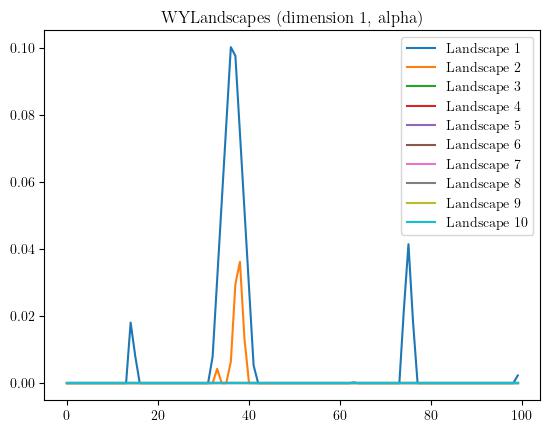 WYLandscapes (dimension 1, alpha)
0.10
0.08
0.06
0.04
0.02
0.00
0 20 40 60 80 100
Landscape 1
Landscape 2
Landscape 3
Landscape 4
Landscape 5
Landscape 6
Landscape 7
Landscape 8
Landscape 9
Landscape 10